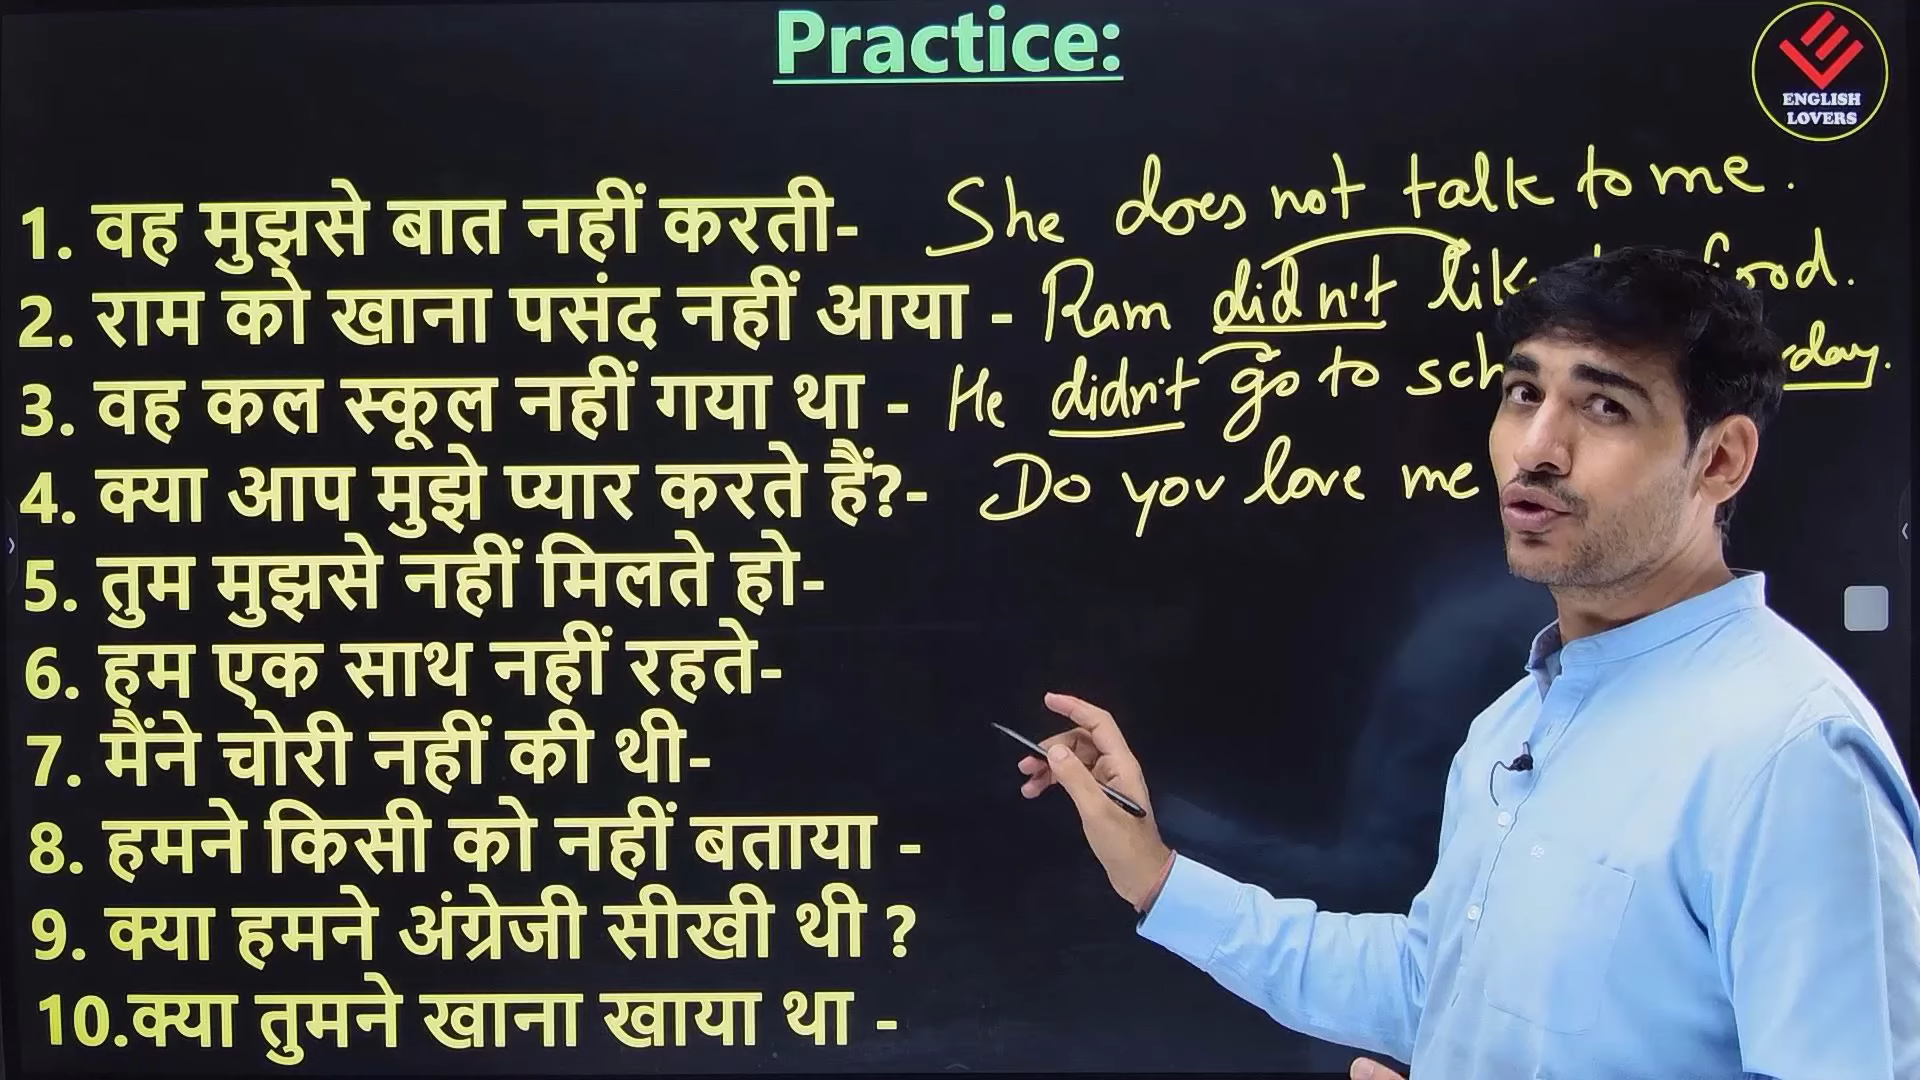 Practice:
ENGLISH
LOVERS
1. वह मुझसे बात नहीं करती- She does not talk to me.
2. राम को खाना पसंद नहीं आया - Ram didn't food.
3. वह कल स्कूल नहीं गया था - He didn't go to
4. क्या आप मुझे प्यार करते हैं?- Do you love me
5. तुम मुझसे नहीं मिलते हो-
6. हम एक साथ नहीं रहते-
7. मैंने चोरी नहीं की थी-
8. हमने किसी को नहीं बताया -
9. क्या हमने अंग्रेजी सीखी थी ?
10.क्या तुमने खाना खाया था -